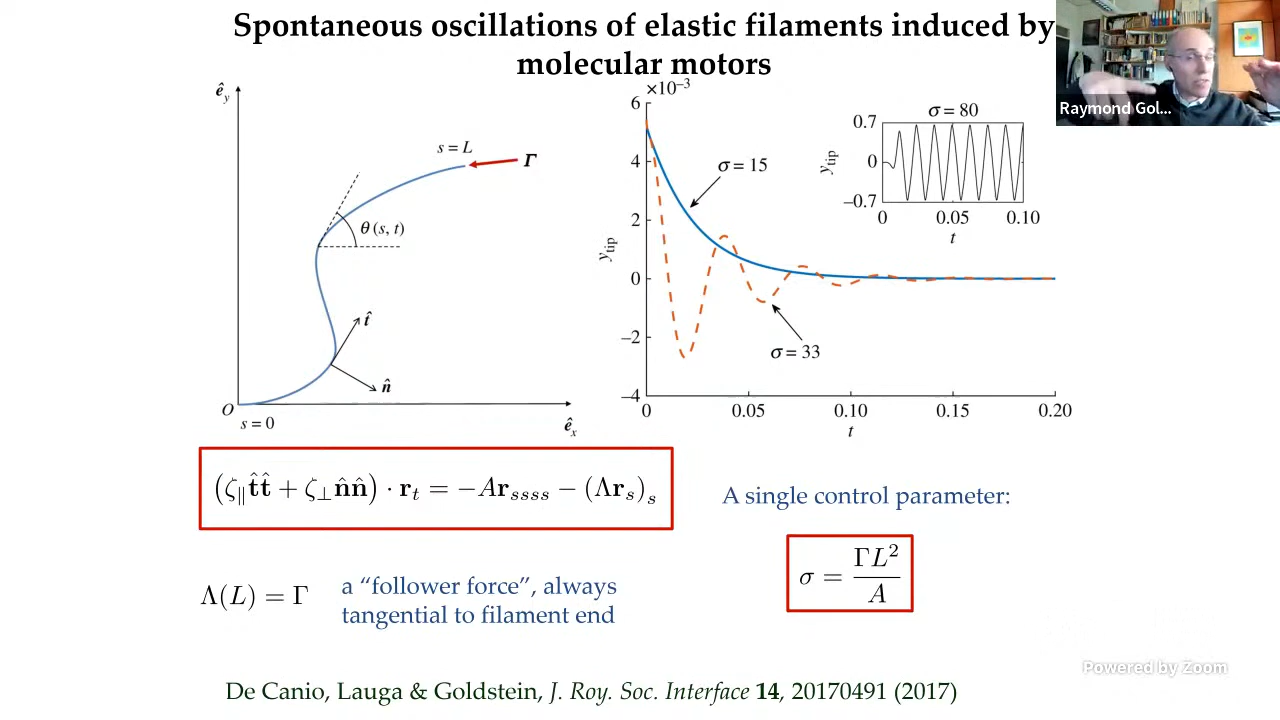 Spontaneous oscillations of elastic filaments induced by
molecular motors
Raymond Gol...
ê_y
s = L
Γ
θ (s, t)
t̂
n̂
O
s = 0
ê_x
×10⁻³
6
4
2
0
−2
−4
y_tip
σ = 15
σ = 33
0
0.05
0.10
0.15
0.20
t
σ = 80
0.7
0
−0.7
y_tip
0
0.05
0.10
t
(ζ_∥ t̂t̂ + ζ_⊥ n̂n̂) · r_t = −Ar_ssss − (Λr_s)_s
A single control parameter:
σ = ΓL² / A
Λ(L) = Γ
a “follower force”, always
tangential to filament end
Powered by Zoom
De Canio, Lauga & Goldstein, J. Roy. Soc. Interface 14, 20170491 (2017)